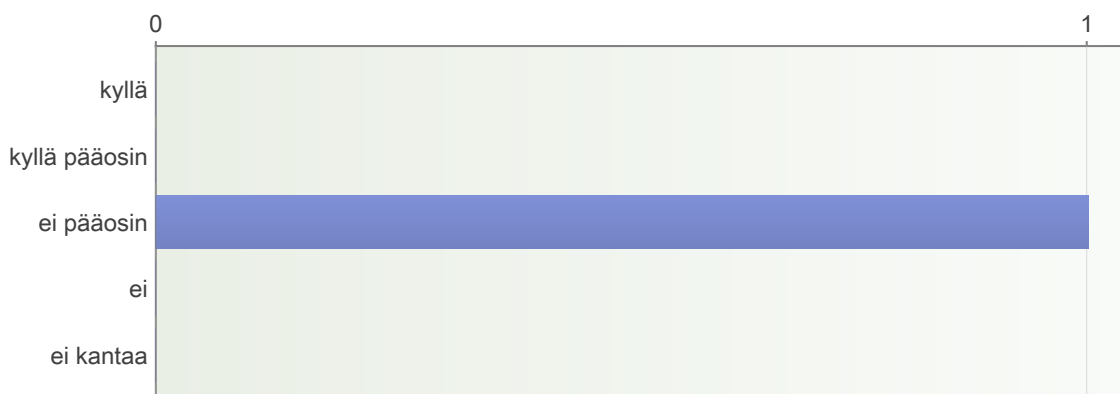 0 1
kyllä
kyllä pääosin
ei pääosin
ei
ei kantaa